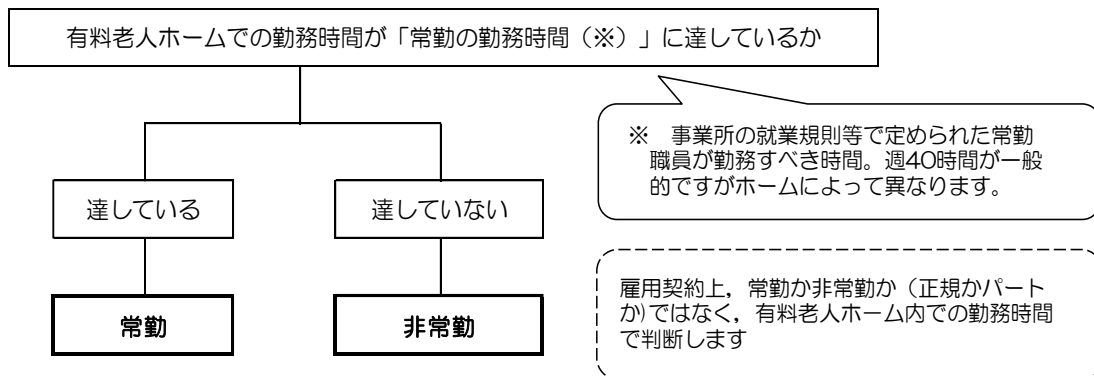 有料老人ホームでの勤務時間が「常勤の勤務時間（※）」に達しているか
※　事業所の就業規則等で定められた常勤
職員が勤務すべき時間。週40時間が一般
的ですがホームによって異なります。
達している
達していない
雇用契約上，常勤か非常勤か（正規かパート
か)ではなく，有料老人ホーム内での勤務時間
で判断します
常勤
非常勤